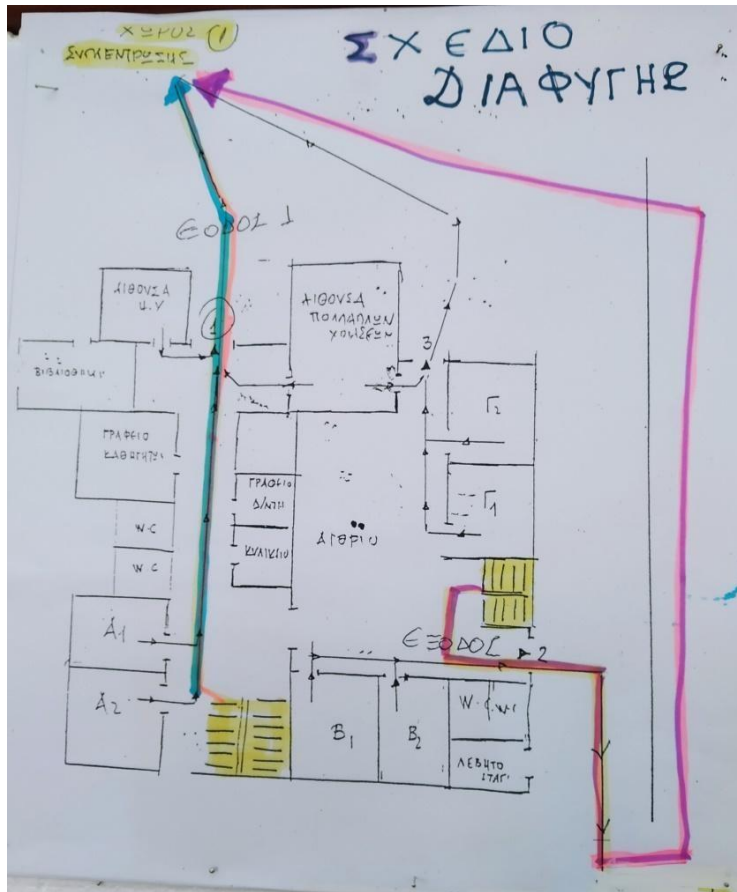 ΧΩΡΟΣ 1
ΣΥΓΚΕΝΤΡΩΣΗΣ
ΣΧΕΔΙΟ
ΔΙΑΦΥΓΗΣ
ΕΞΟΔΟΣ 1
ΑΙΘΟΥΣΑ
Η.Υ
1
ΑΙΘΟΥΣΑ
ΠΟΛΛΑΠΛΩΝ
ΧΡΗΣΕΩΝ
3
ΒΙΒΛΙΟΘΗΚΗ
ΓΡΑΦΕΙΟ
ΚΑΘΗΓΗΤΩΝ
Γ2
ΓΡΑΦΕΙΟ
Δ/ΝΤΗ
Γ1
W.C
ΚΥΛΙΚΕΙΟ
ΑΙΘΡΙΟ
W.C
Α1
ΕΞΟΔΟΣ 2
Α2
Β1
Β2
W.C
W.C
ΛΕΒΗΤΟ
ΣΤΑΣ.